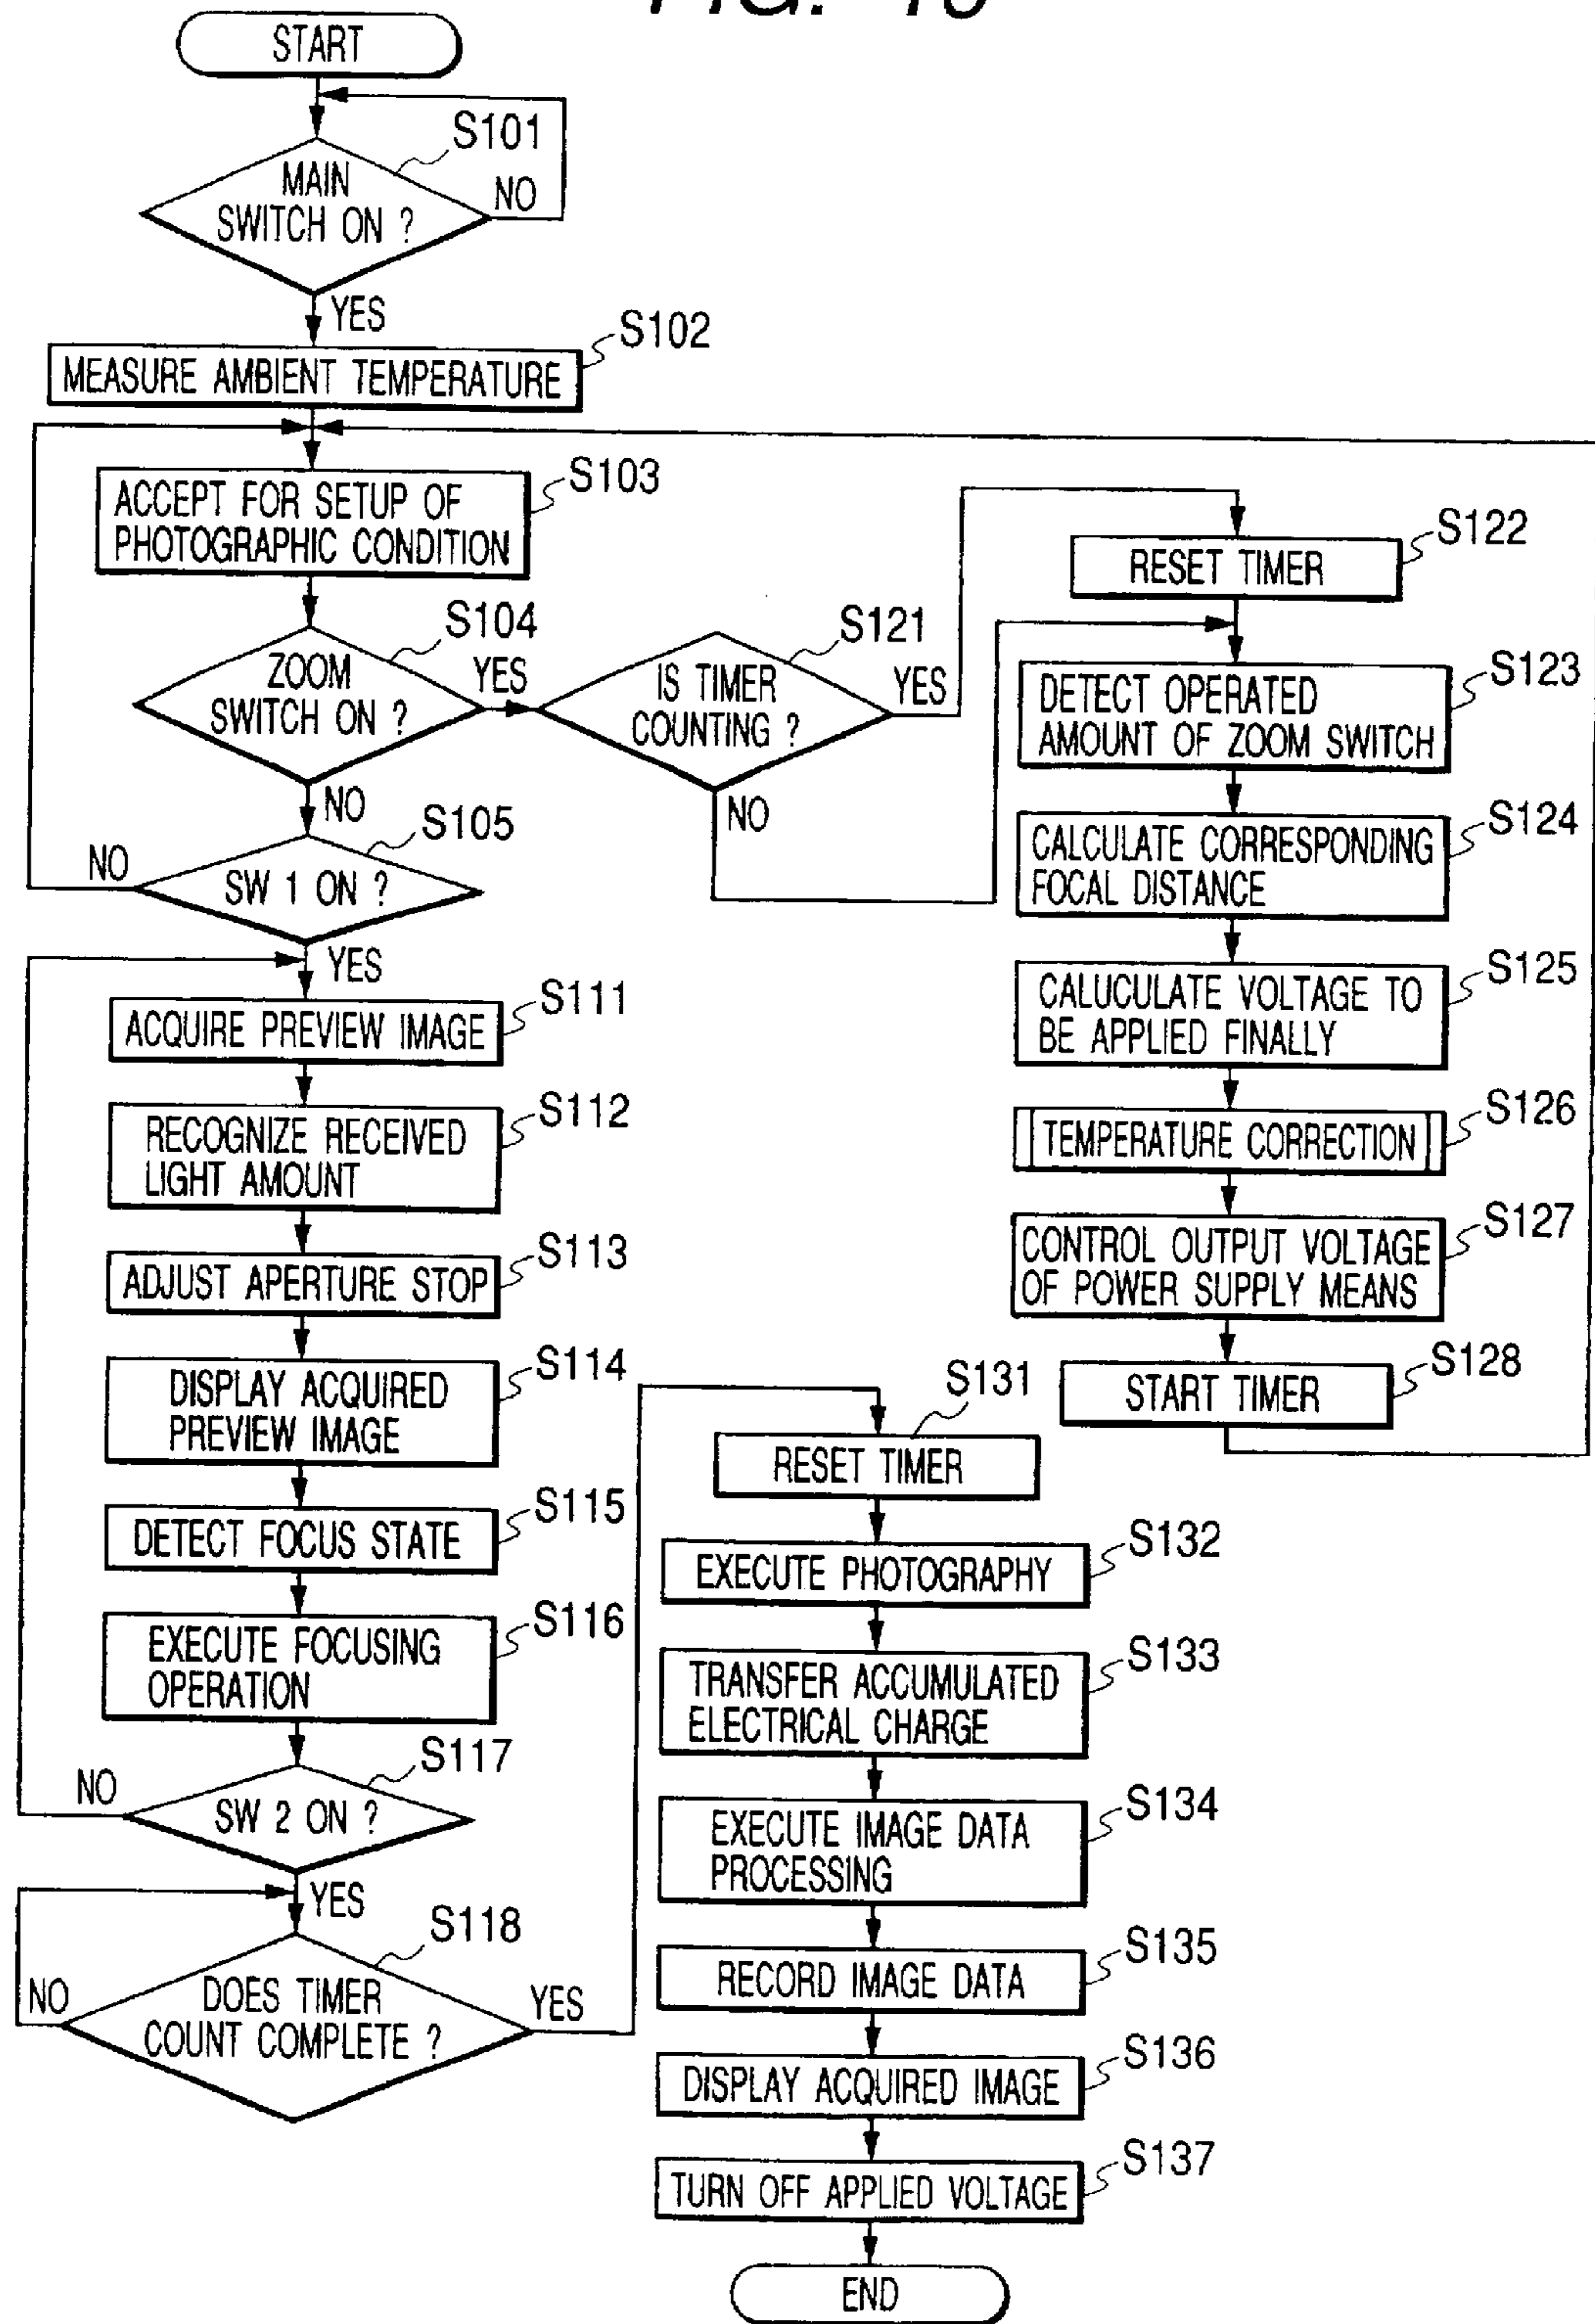 FIG. 10
START
S101
MAIN
SWITCH ON ?
NO
YES
S102
MEASURE AMBIENT TEMPERATURE
S103
ACCEPT FOR SETUP OF
PHOTOGRAPHIC CONDITION
S104
ZOOM
SWITCH ON ?
YES
NO
S105
SW 1 ON ?
NO
YES
S111
ACQUIRE PREVIEW IMAGE
S112
RECOGNIZE RECEIVED
LIGHT AMOUNT
S113
ADJUST APERTURE STOP
S114
DISPLAY ACQUIRED
PREVIEW IMAGE
S115
DETECT FOCUS STATE
S116
EXECUTE FOCUSING
OPERATION
S117
SW 2 ON ?
NO
YES
S118
DOES TIMER
COUNT COMPLETE ?
NO
YES
S121
IS TIMER
COUNTING ?
YES
NO
S122
RESET TIMER
S123
DETECT OPERATED
AMOUNT OF ZOOM SWITCH
S124
CALCULATE CORRESPONDING
FOCAL DISTANCE
S125
CALUCULATE VOLTAGE TO
BE APPLIED FINALLY
S126
TEMPERATURE CORRECTION
S127
CONTROL OUTPUT VOLTAGE
OF POWER SUPPLY MEANS
S128
START TIMER
S131
RESET TIMER
S132
EXECUTE PHOTOGRAPHY
S133
TRANSFER ACCUMULATED
ELECTRICAL CHARGE
S134
EXECUTE IMAGE DATA
PROCESSING
S135
RECORD IMAGE DATA
S136
DISPLAY ACQUIRED IMAGE
S137
TURN OFF APPLIED VOLTAGE
END